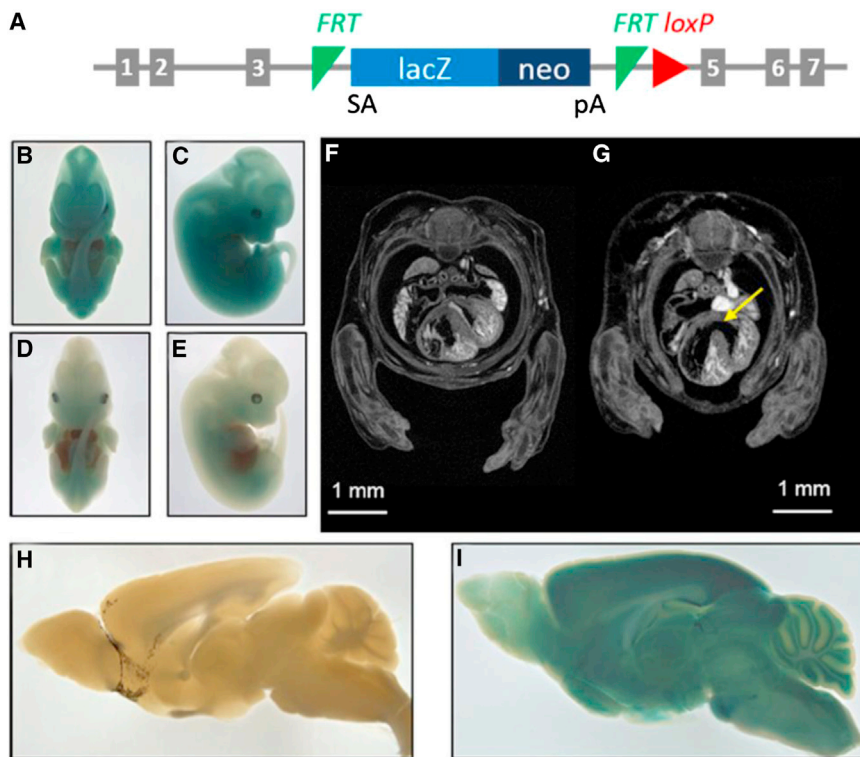 A
FRT
FRT loxP
1 2 3 lacZ neo 5 6 7
SA pA
B C F G
D E
1 mm 1 mm
H I